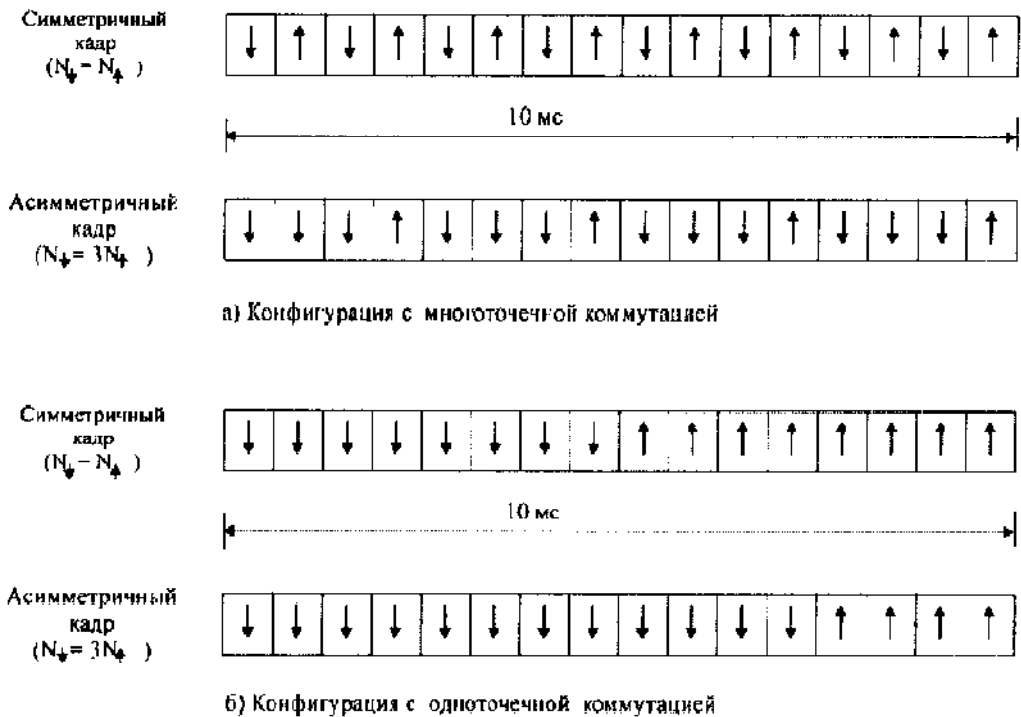 Симметричный
кадр
(N↓ = N↑ )
10 мс
Асимметричный
кадр
(N↓ = 3N↑ )
а) Конфигурация с многоточечной коммутацией
Симметричный
кадр
(N↓ = N↑ )
10 мс
Асимметричный
кадр
(N↓ = 3N↑ )
б) Конфигурация с одноточечной коммутацией